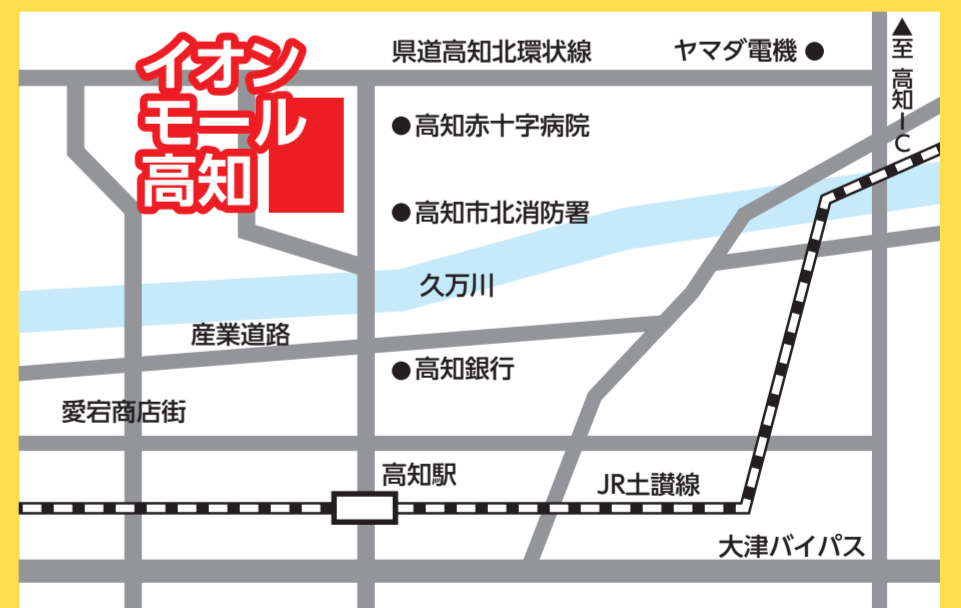 イオン
モール
高知
県道高知北環状線
ヤマダ電機
▲至 高知IC
高知赤十字病院
高知市北消防署
久万川
産業道路
高知銀行
愛宕商店街
高知駅
JR土讃線
大津バイパス